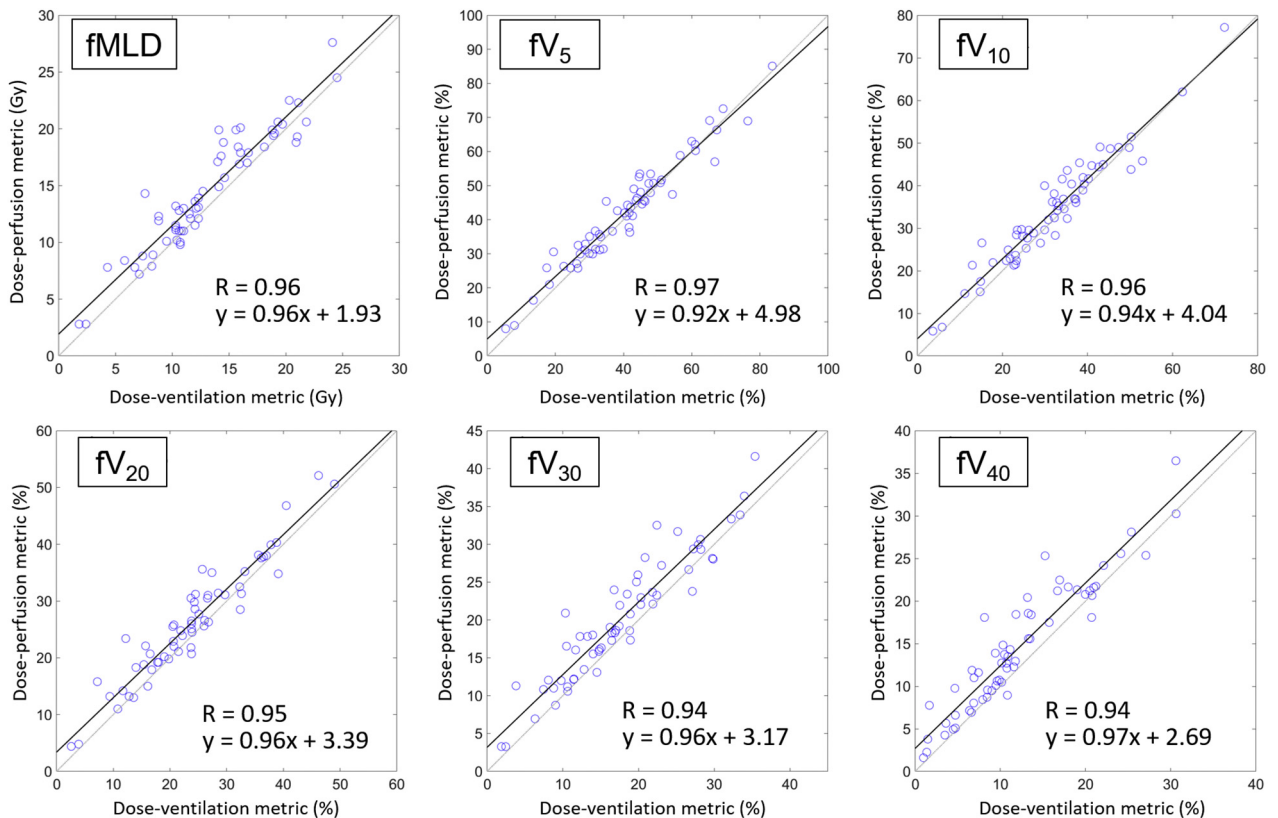 fMLD
30
25
20
15
10
5
0
Dose-perfusion metric (Gy)
R = 0.96
y = 0.96x + 1.93
0 5 10 15 20 25 30
Dose-ventilation metric (Gy)
fV5
100
90
80
70
60
50
40
30
20
10
0
Dose-perfusion metric (%)
R = 0.97
y = 0.92x + 4.98
0 20 40 60 80 100
Dose-ventilation metric (%)
fV10
80
70
60
50
40
30
20
10
0
Dose-perfusion metric (%)
R = 0.96
y = 0.94x + 4.04
0 20 40 60 80
Dose-ventilation metric (%)
fV20
60
50
40
30
20
10
0
Dose-perfusion metric (%)
R = 0.95
y = 0.96x + 3.39
0 10 20 30 40 50 60
Dose-ventilation metric (%)
fV30
45
40
35
30
25
20
15
10
5
0
Dose-perfusion metric (%)
R = 0.94
y = 0.96x + 3.17
0 10 20 30 40
Dose-ventilation metric (%)
fV40
40
35
30
25
20
15
10
5
0
Dose-perfusion metric (%)
R = 0.94
y = 0.97x + 2.69
0 10 20 30 40
Dose-ventilation metric (%)